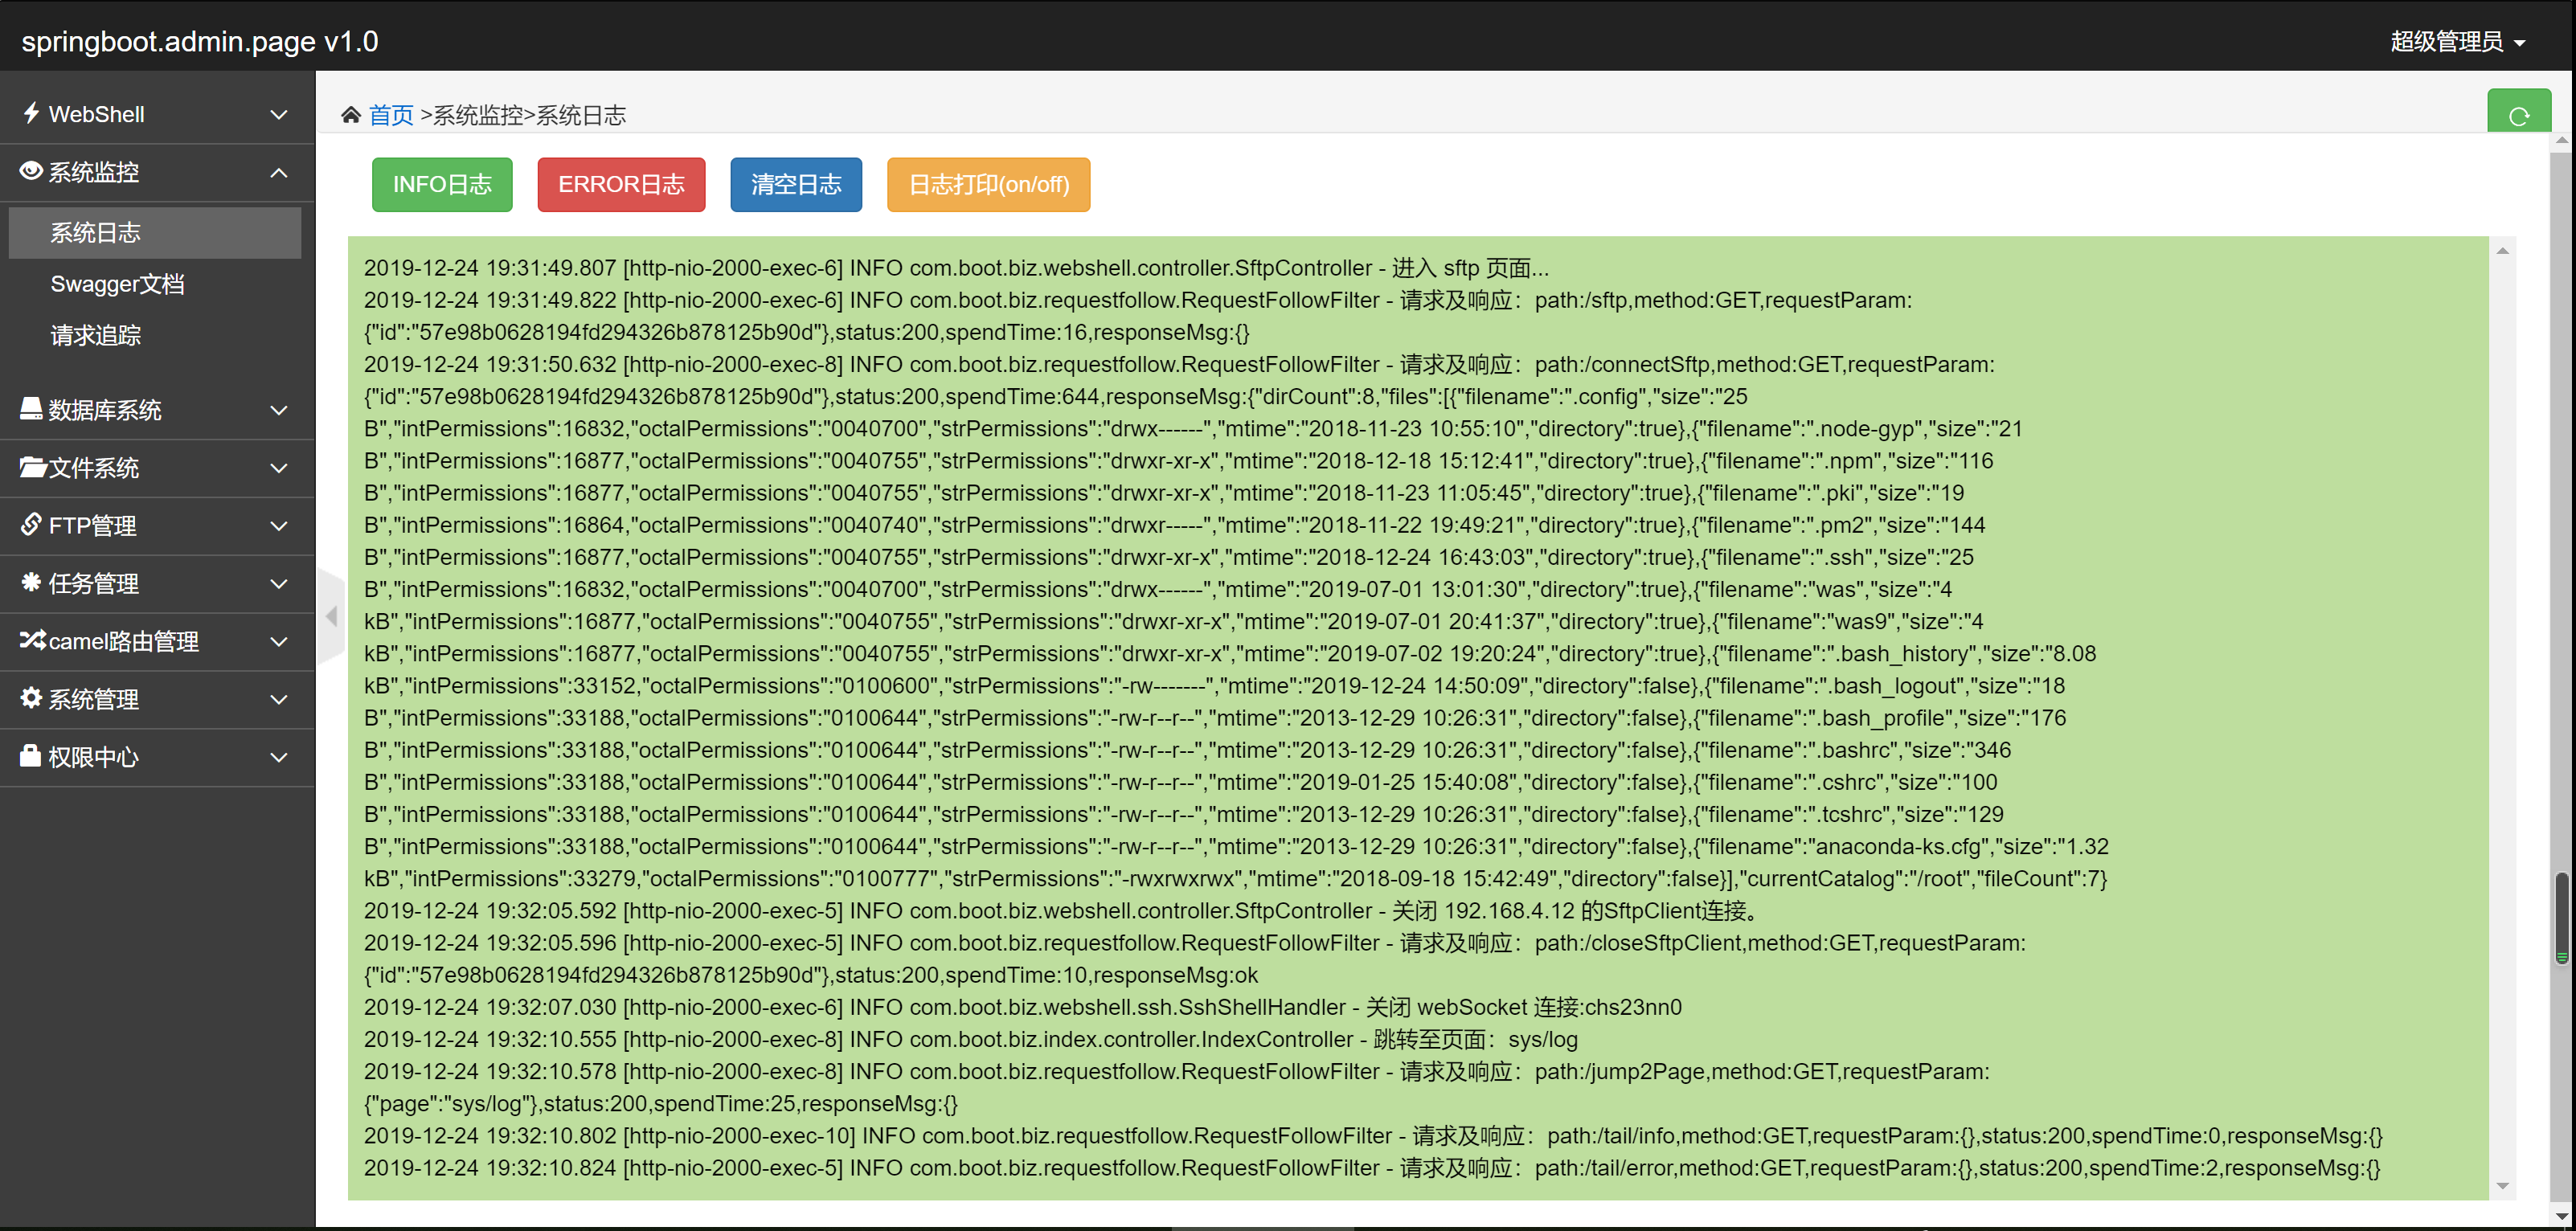 springboot.admin.page v1.0
超级管理员
WebShell
系统监控
系统日志
Swagger文档
请求追踪
数据库系统
文件系统
FTP管理
任务管理
camel路由管理
系统管理
权限中心
首页 >系统监控>系统日志
INFO日志 ERROR日志 清空日志 日志打印(on/off)
2019-12-24 19:31:49.807 [http-nio-2000-exec-6] INFO com.boot.biz.webshell.controller.SftpController - 进入 sftp 页面...
2019-12-24 19:31:49.822 [http-nio-2000-exec-6] INFO com.boot.biz.requestfollow.RequestFollowFilter - 请求及响应：path:/sftp,method:GET,requestParam:
{"id":"57e98b0628194fd294326b878125b90d"},status:200,spendTime:16,responseMsg:{}
2019-12-24 19:31:50.632 [http-nio-2000-exec-8] INFO com.boot.biz.requestfollow.RequestFollowFilter - 请求及响应：path:/connectSftp,method:GET,requestParam:
{"id":"57e98b0628194fd294326b878125b90d"},status:200,spendTime:644,responseMsg:{"dirCount":8,"files":[{"filename":".config","size":"25
B","intPermissions":16832,"octalPermissions":"0040700","strPermissions":"drwx------","mtime":"2018-11-23 10:55:10","directory":true},{"filename":".node-gyp","size":"21
B","intPermissions":16877,"octalPermissions":"0040755","strPermissions":"drwxr-xr-x","mtime":"2018-12-18 15:12:41","directory":true},{"filename":".npm","size":"116
B","intPermissions":16877,"octalPermissions":"0040755","strPermissions":"drwxr-xr-x","mtime":"2018-11-23 11:05:45","directory":true},{"filename":".pki","size":"19
B","intPermissions":16864,"octalPermissions":"0040740","strPermissions":"drwxr-----","mtime":"2018-11-22 19:49:21","directory":true},{"filename":".pm2","size":"144
B","intPermissions":16877,"octalPermissions":"0040755","strPermissions":"drwxr-xr-x","mtime":"2018-12-24 16:43:03","directory":true},{"filename":".ssh","size":"25
B","intPermissions":16832,"octalPermissions":"0040700","strPermissions":"drwx------","mtime":"2019-07-01 13:01:30","directory":true},{"filename":"was","size":"4
kB","intPermissions":16877,"octalPermissions":"0040755","strPermissions":"drwxr-xr-x","mtime":"2019-07-01 20:41:37","directory":true},{"filename":"was9","size":"4
kB","intPermissions":16877,"octalPermissions":"0040755","strPermissions":"drwxr-xr-x","mtime":"2019-07-02 19:20:24","directory":true},{"filename":".bash_history","size":"8.08
kB","intPermissions":33152,"octalPermissions":"0100600","strPermissions":"-rw-------","mtime":"2019-12-24 14:50:09","directory":false},{"filename":".bash_logout","size":"18
B","intPermissions":33188,"octalPermissions":"0100644","strPermissions":"-rw-r--r--","mtime":"2013-12-29 10:26:31","directory":false},{"filename":".bash_profile","size":"176
B","intPermissions":33188,"octalPermissions":"0100644","strPermissions":"-rw-r--r--","mtime":"2013-12-29 10:26:31","directory":false},{"filename":".bashrc","size":"346
B","intPermissions":33188,"octalPermissions":"0100644","strPermissions":"-rw-r--r--","mtime":"2019-01-25 15:40:08","directory":false},{"filename":".cshrc","size":"100
B","intPermissions":33188,"octalPermissions":"0100644","strPermissions":"-rw-r--r--","mtime":"2013-12-29 10:26:31","directory":false},{"filename":".tcshrc","size":"129
B","intPermissions":33188,"octalPermissions":"0100644","strPermissions":"-rw-r--r--","mtime":"2013-12-29 10:26:31","directory":false},{"filename":"anaconda-ks.cfg","size":"1.32
kB","intPermissions":33279,"octalPermissions":"0100777","strPermissions":"-rwxrwxrwx","mtime":"2018-09-18 15:42:49","directory":false}],"currentCatalog":"/root","fileCount":7}
2019-12-24 19:32:05.592 [http-nio-2000-exec-5] INFO com.boot.biz.webshell.controller.SftpController - 关闭 192.168.4.12 的SftpClient连接。
2019-12-24 19:32:05.596 [http-nio-2000-exec-5] INFO com.boot.biz.requestfollow.RequestFollowFilter - 请求及响应：path:/closeSftpClient,method:GET,requestParam:
{"id":"57e98b0628194fd294326b878125b90d"},status:200,spendTime:10,responseMsg:ok
2019-12-24 19:32:07.030 [http-nio-2000-exec-6] INFO com.boot.biz.webshell.ssh.SshShellHandler - 关闭 webSocket 连接:chs23nn0
2019-12-24 19:32:10.555 [http-nio-2000-exec-8] INFO com.boot.biz.index.controller.IndexController - 跳转至页面：sys/log
2019-12-24 19:32:10.578 [http-nio-2000-exec-8] INFO com.boot.biz.requestfollow.RequestFollowFilter - 请求及响应：path:/jump2Page,method:GET,requestParam:
{"page":"sys/log"},status:200,spendTime:25,responseMsg:{}
2019-12-24 19:32:10.802 [http-nio-2000-exec-10] INFO com.boot.biz.requestfollow.RequestFollowFilter - 请求及响应：path:/tail/info,method:GET,requestParam:{},status:200,spendTime:0,responseMsg:{}
2019-12-24 19:32:10.824 [http-nio-2000-exec-5] INFO com.boot.biz.requestfollow.RequestFollowFilter - 请求及响应：path:/tail/error,method:GET,requestParam:{},status:200,spendTime:2,responseMsg:{}